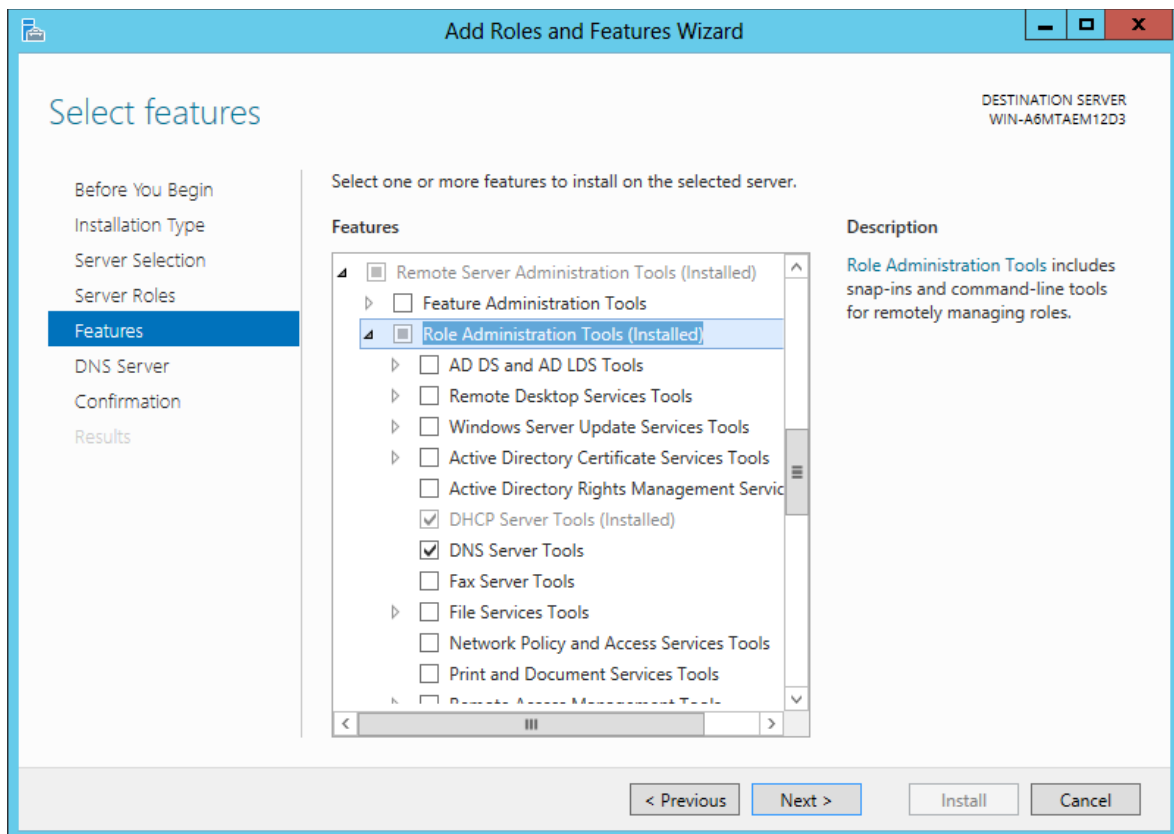 Add Roles and Features Wizard
Select features
DESTINATION SERVER
WIN-A6MTAEM12D3
Before You Begin
Installation Type
Server Selection
Server Roles
Features
DNS Server
Confirmation
Results
Select one or more features to install on the selected server.
Features
Remote Server Administration Tools (Installed)
Feature Administration Tools
Role Administration Tools (Installed)
AD DS and AD LDS Tools
Remote Desktop Services Tools
Windows Server Update Services Tools
Active Directory Certificate Services Tools
Active Directory Rights Management Servic
DHCP Server Tools (Installed)
DNS Server Tools
Fax Server Tools
File Services Tools
Network Policy and Access Services Tools
Print and Document Services Tools
Remote Access Management Tools
Description
Role Administration Tools includes
snap-ins and command-line tools
for remotely managing roles.
< Previous
Next >
Install
Cancel